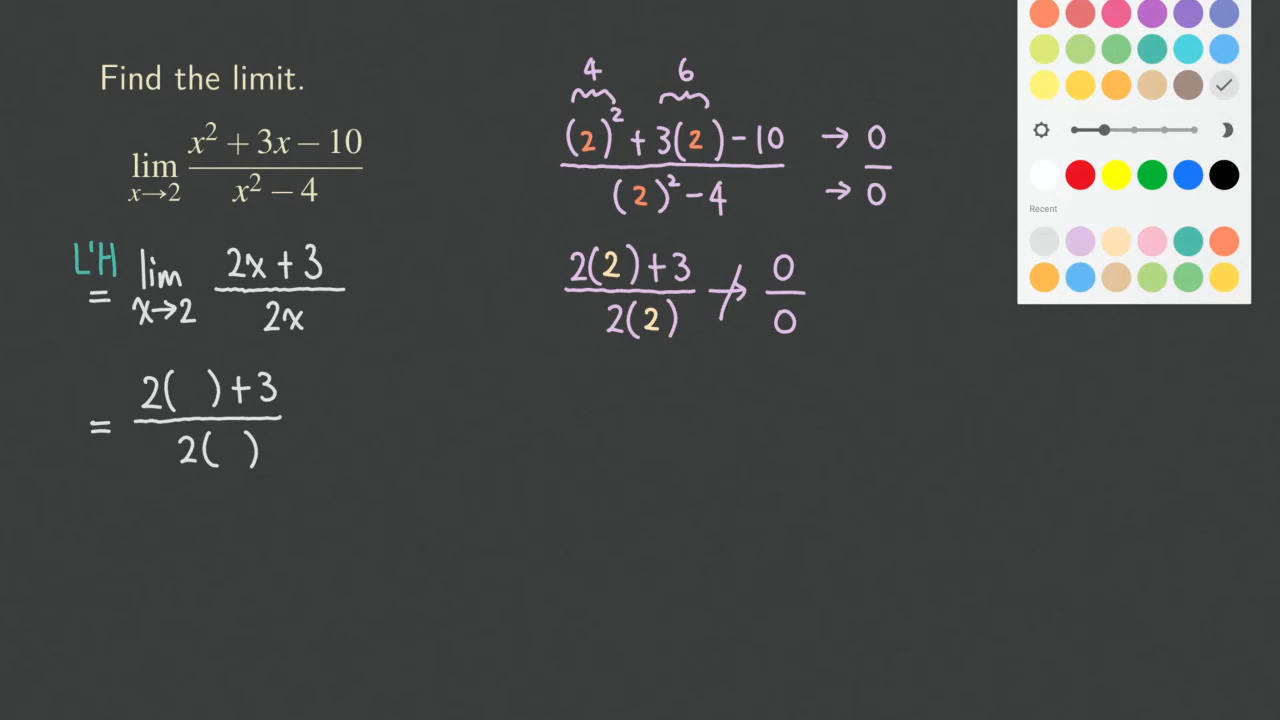 Find the limit.
lim x→2 (x² + 3x − 10)/(x² − 4)
L'H = lim x→2 (2x + 3)/(2x)
= (2( ) + 3)/(2( ))
4 6
((2)² + 3(2) − 10)/((2)² − 4) → 0 / → 0
(2(2) + 3)/(2(2)) ↛ 0/0
Recent